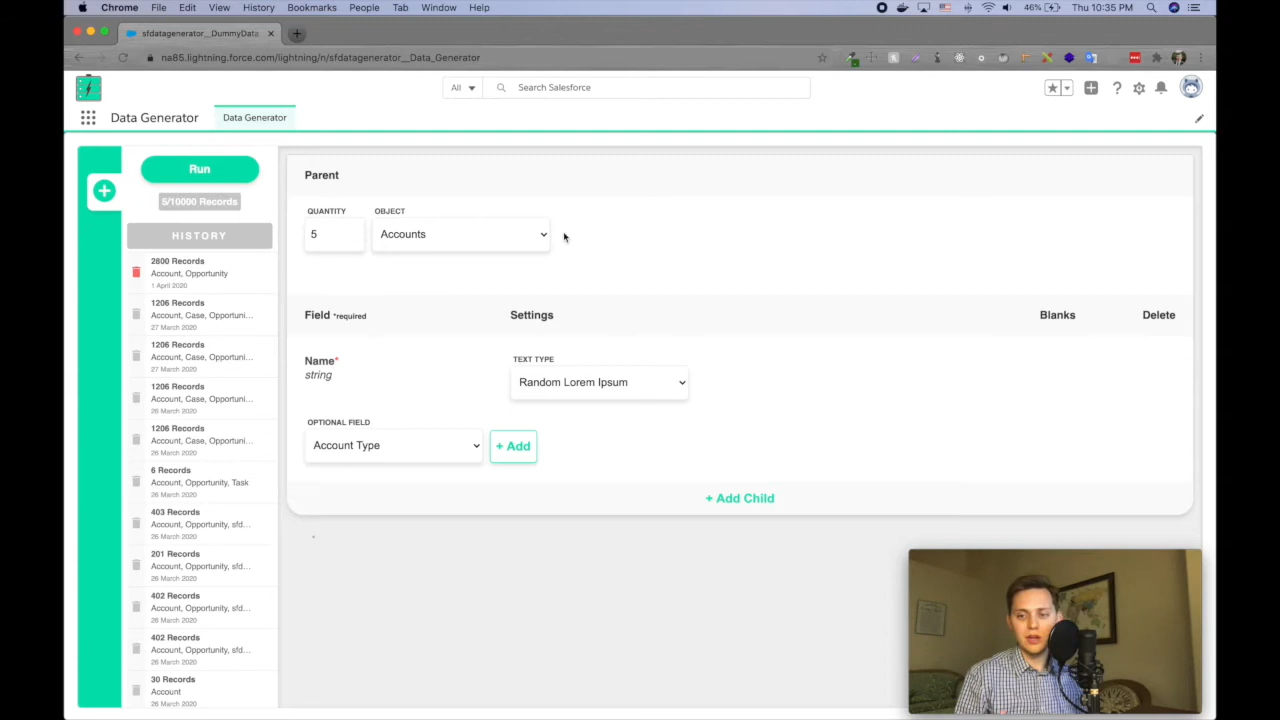 Chrome File Edit View History Bookmarks People Tab Window Help 46% Thu 10:35 PM
sfdatagenerator__DummyData
na85.lightning.force.com/lightning/n/sfdatagenerator__Data_Generator
All Search Salesforce
Data Generator Data Generator
Run
5/10000 Records
HISTORY
2800 Records
Account, Opportunity
1 April 2020
1206 Records
Account, Case, Opportuni...
27 March 2020
1206 Records
Account, Case, Opportuni...
27 March 2020
1206 Records
Account, Case, Opportuni...
26 March 2020
1206 Records
Account, Case, Opportuni...
26 March 2020
6 Records
Account, Opportunity, Task
26 March 2020
403 Records
Account, Opportunity, sfd...
26 March 2020
201 Records
Account, Opportunity, sfd...
26 March 2020
402 Records
Account, Opportunity, sfd...
26 March 2020
402 Records
Account, Opportunity, sfd...
26 March 2020
30 Records
Account
26 March 2020
Parent
QUANTITY OBJECT
5 Accounts
Field *required Settings Blanks Delete
Name* TEXT TYPE
string Random Lorem Ipsum
OPTIONAL FIELD
Account Type + Add
+ Add Child